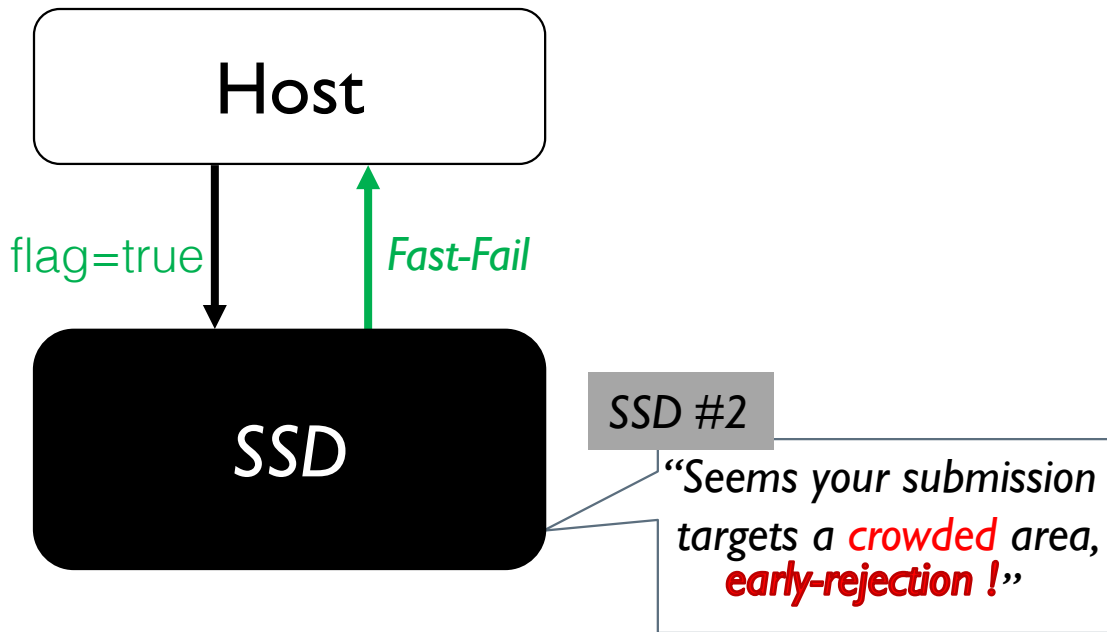 Host
flag=true
Fast-Fail
SSD
SSD #2
“Seems your submission
targets a crowded area,
early-rejection !”